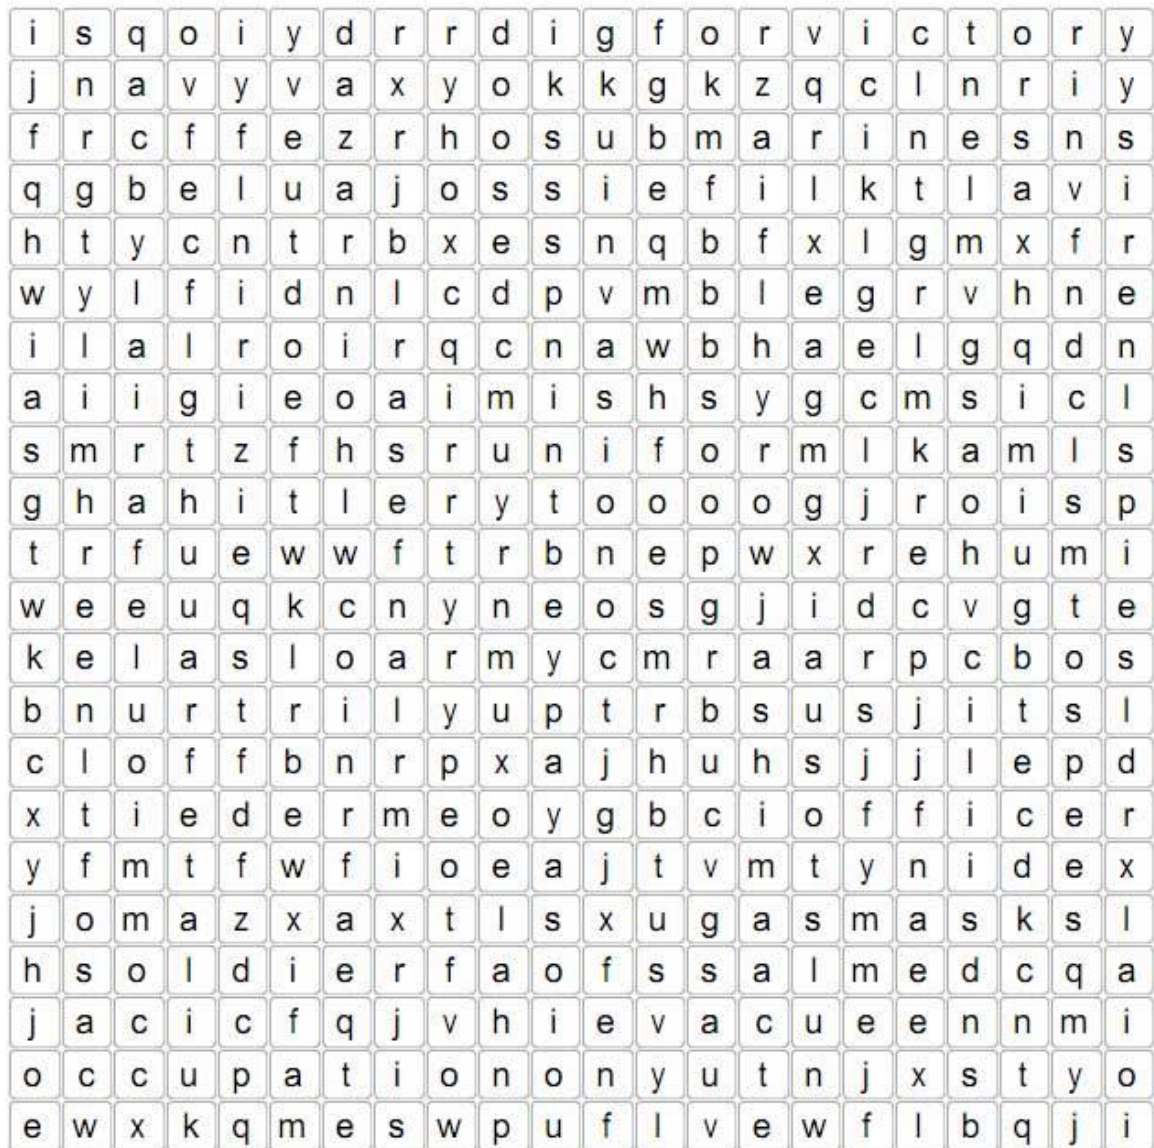 i s q o i y d r r d i g f o r v i c t o r y
j n a v y v a x y o k k g k z q c l n r i y
f r c f f e z r h o s u b m a r i n e s n s
q g b e l u a j o s s i e f i l k t l a v i
h t y c n t r b x e s n q b f x l g m x f r
w y l f i d n l c d p v m b l e g r v h n e
i l a l r o i r q c n a w b h a e l g q d n
a i i g i e o a i m i s h s y g c m s i c l
s m r t z f h s r u n i f o r m l k a m l s
g h a h i t l e r y t o o o o g j r o i s p
t r f u e w w f t r b n e p w x r e h u m i
w e e u q k c n y n e o s g j i d c v g t e
k e l a s l o a r m y c m r a a r p c b o s
b n u r t r i l y u p t r b s u s j i t s l
c l o f f b n r p x a j h u h s j j l e p d
x t i e d e r m e o y g b c i o f f i c e r
y f m t f w f i o e a j t v m t y n i d e x
j o m a z x a x t l s x u g a s m a s k s l
h s o l d i e r f a o f s s a l m e d c q a
j a c i c f q j v h i e v a c u e e n n m i
o c c u p a t i o n o n y u t n j x s t y o
e w x k q m e s w p u f l v e w f l b q j i